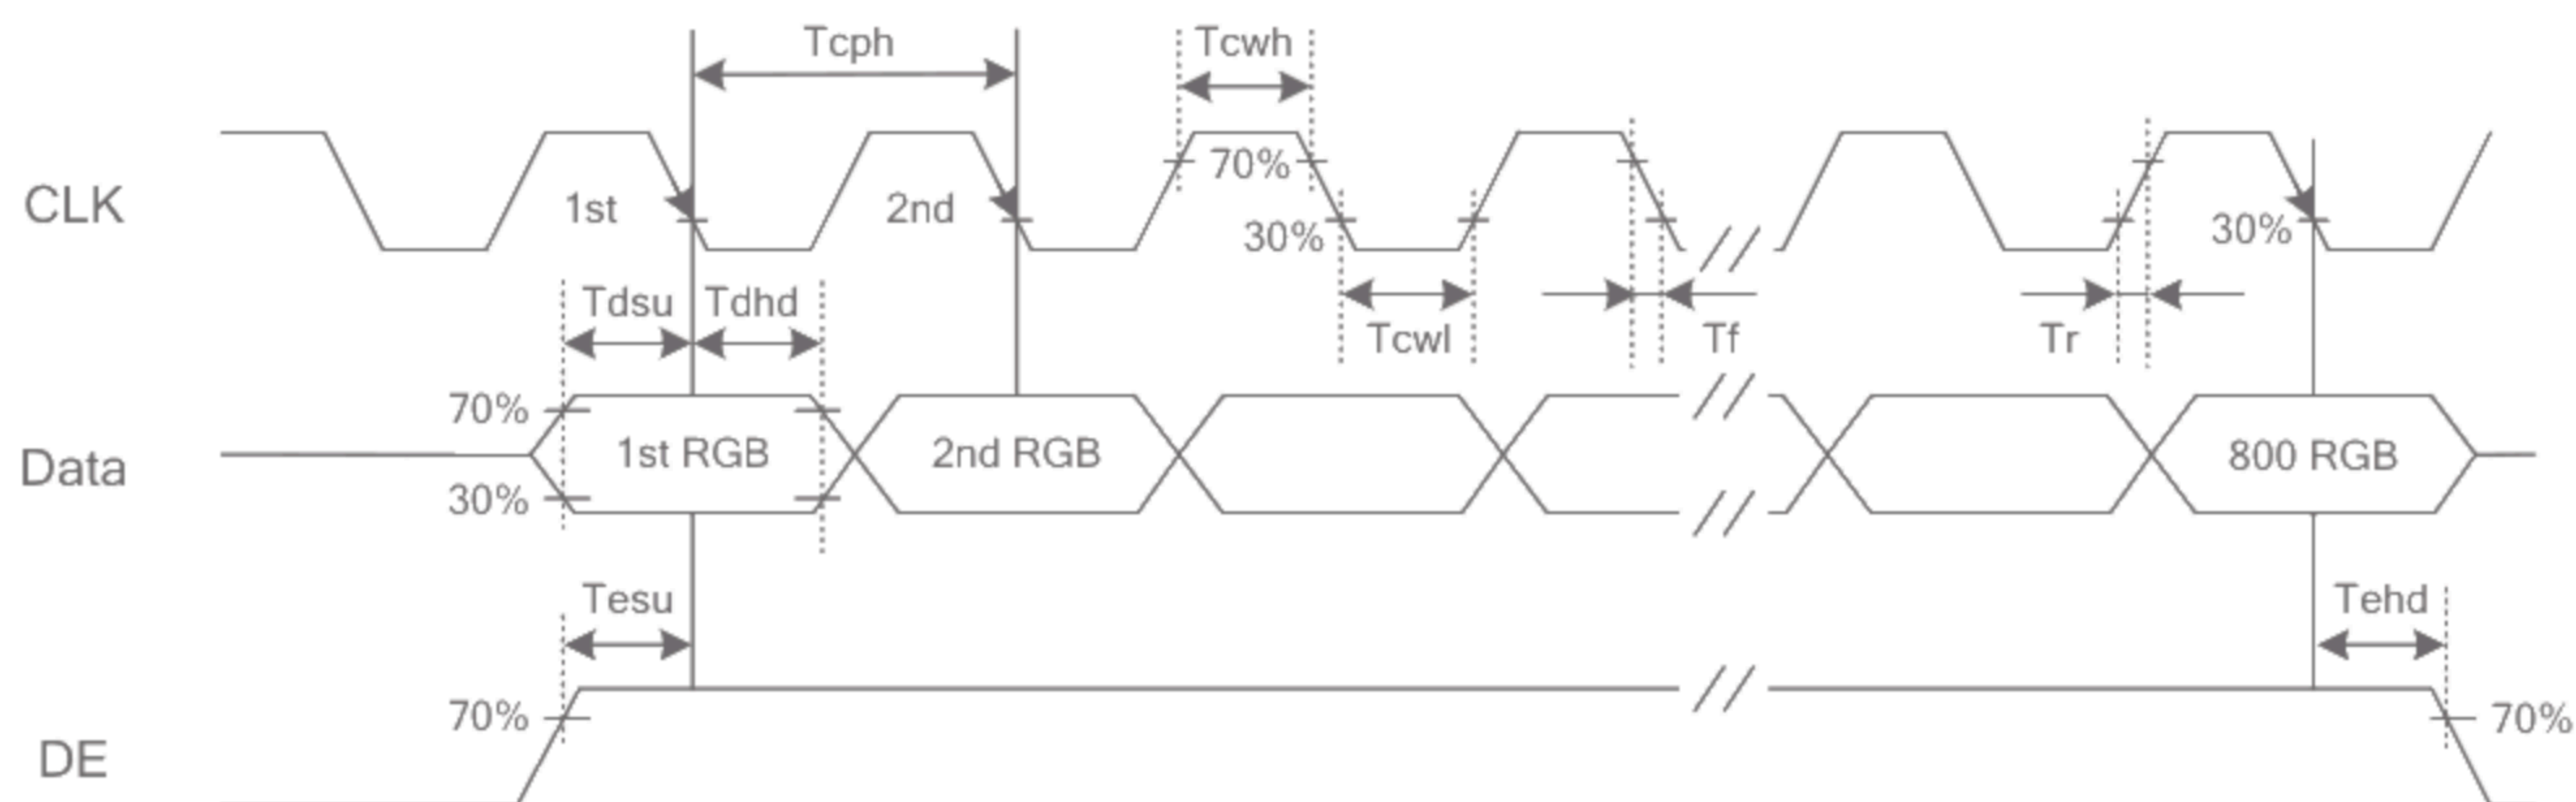 Tcph
Tcwh
CLK
1st
2nd
70%
30%
30%
Tdsu
Tdhd
Tcwl
Tf
Tr
70%
Data
1st RGB
2nd RGB
800 RGB
30%
Tesu
Tehd
70%
70%
DE